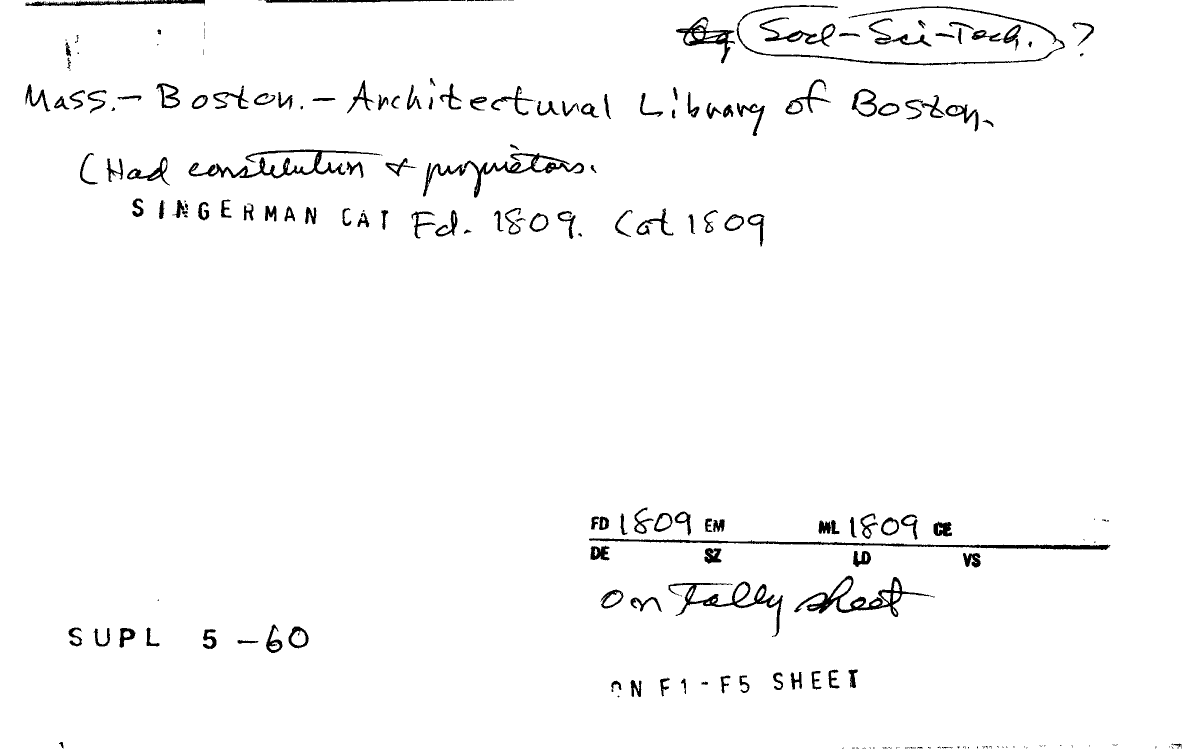 Socl-Sci-Tech. ?
Mass.- Boston. - Architectural Library of Boston.
(Had constitution & proprietors.
SINGERMAN CAT Fd. 1809. Cat 1809
FD 1809 EM ML 1809 CE
DE SZ LD VS
on Tally sheet
SUPL 5 -60
ON F1-F5 SHEET